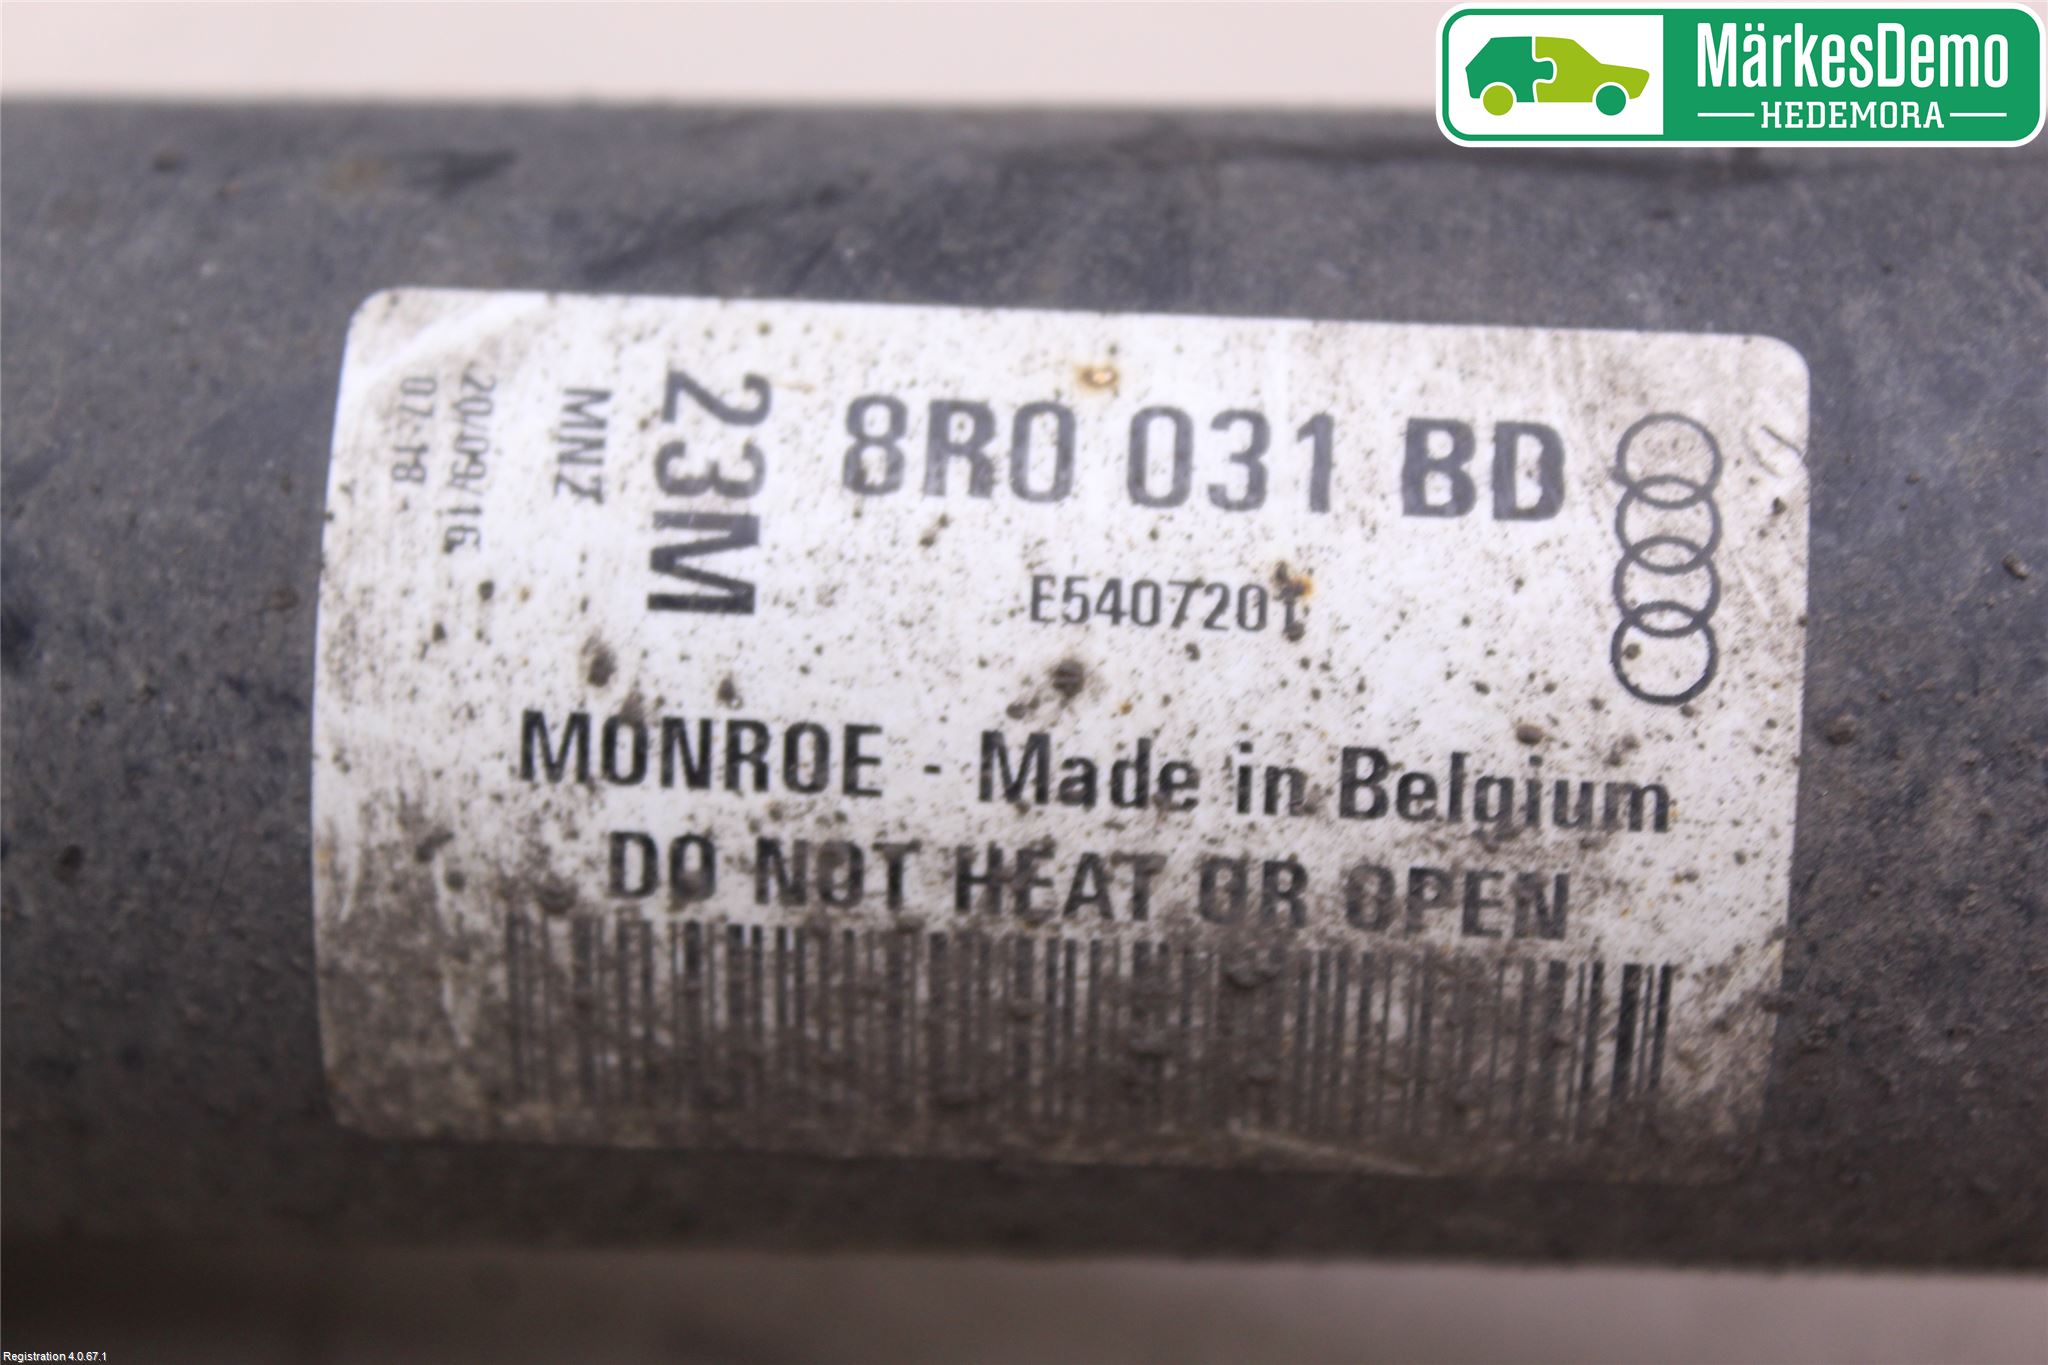 MärkesDemo
HEDEMORA
8R0 031 BD
23M
MNZ
20/09/16
07:18
E5407201
MONROE - Made in Belgium
DO NOT HEAT OR OPEN
Registration 4.0.67.1